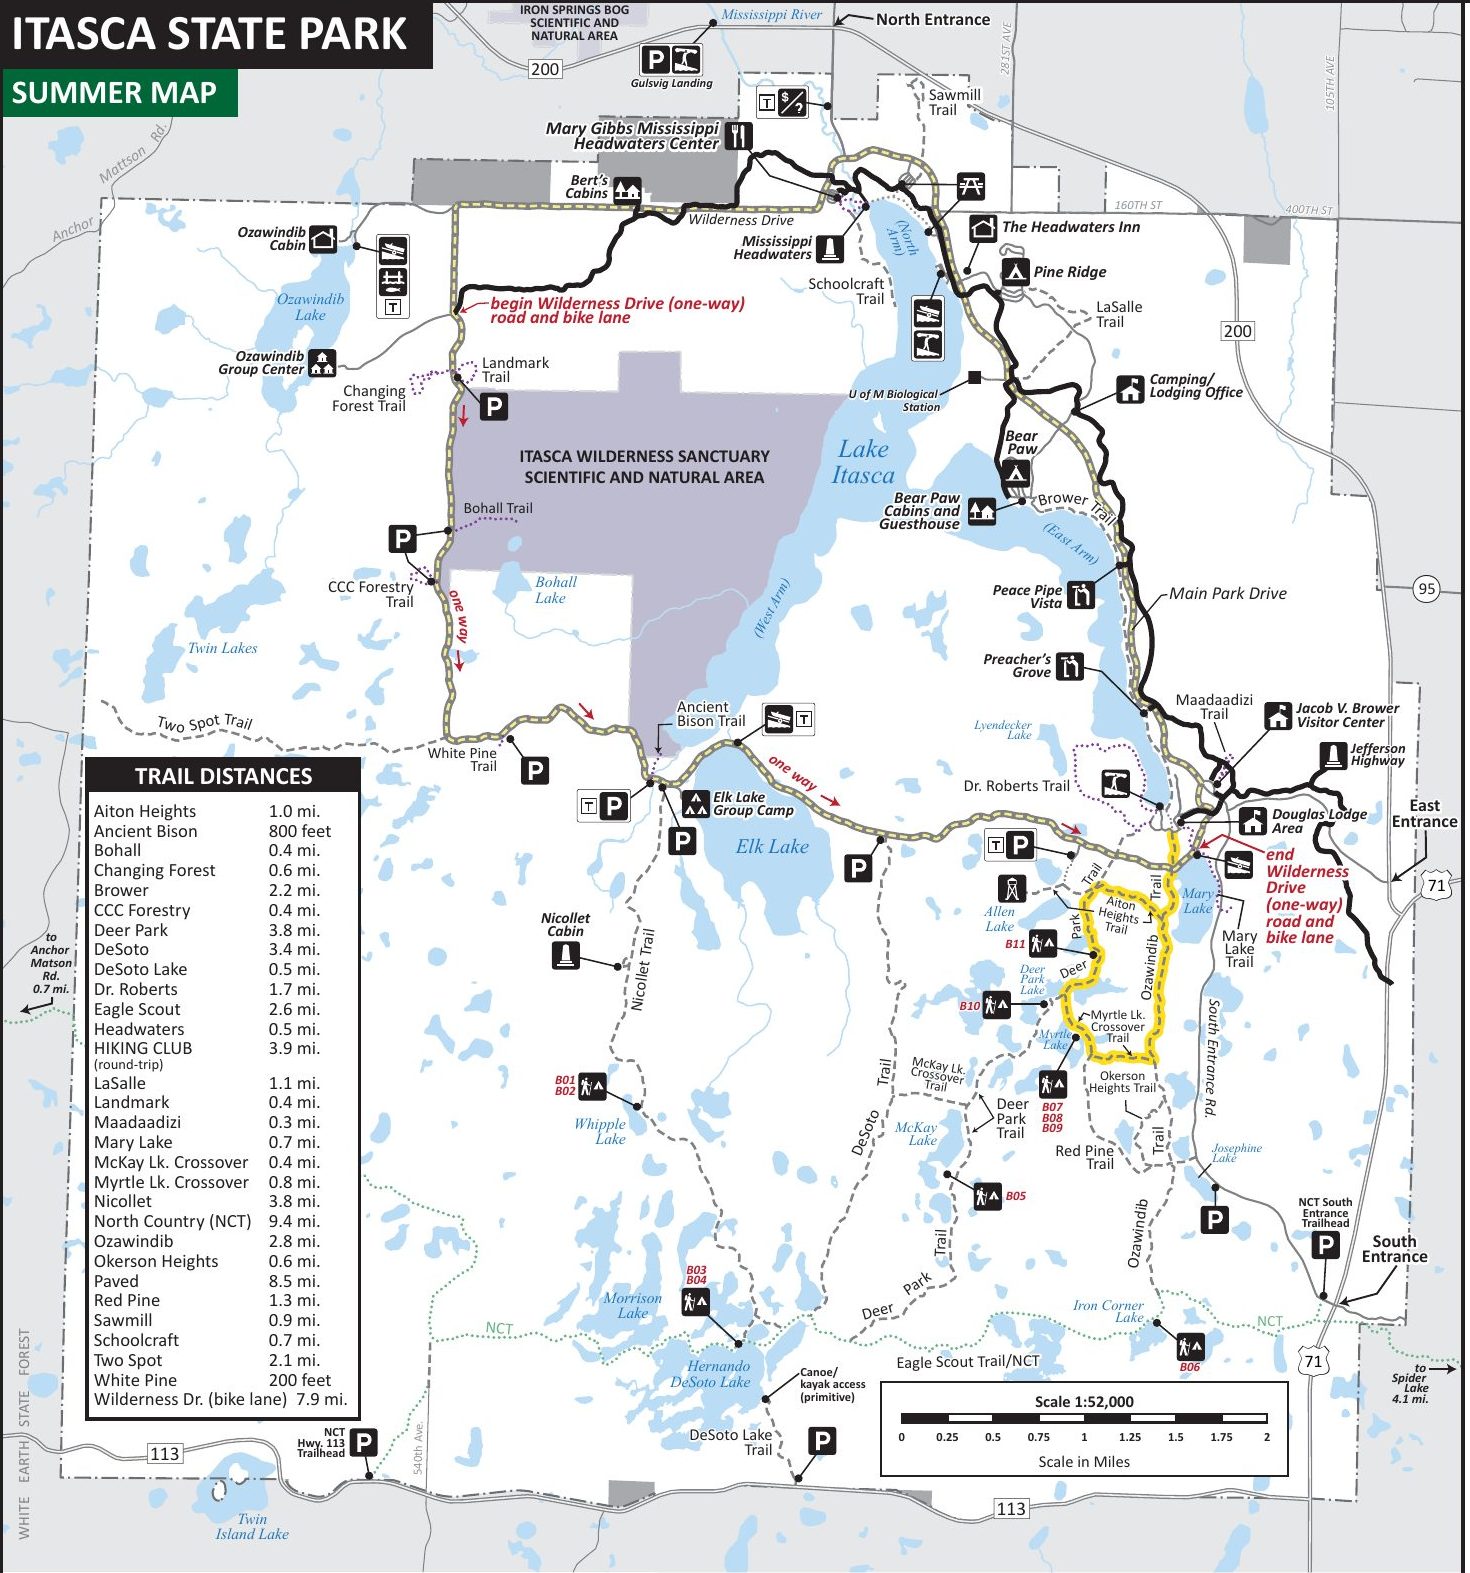 ITASCA STATE PARK
SUMMER MAP
IRON SPRINGS BOG
SCIENTIFIC AND
NATURAL AREA
Mississippi River
North Entrance
200
P
Gulsvig Landing
281ST AVE
105TH AVE
Sawmill
Trail
T
$/?
Mary Gibbs Mississippi
Headwaters Center
Mattson Rd.
Anchor
Bert's
Cabins
Wilderness Drive
160TH ST
400TH ST
Ozawindib
Cabin
T
Mississippi
Headwaters
(North
Arm)
The Headwaters Inn
Pine Ridge
Schoolcraft
Trail
LaSalle
Trail
Ozawindib
Lake
begin Wilderness Drive (one-way)
road and bike lane
200
Ozawindib
Group Center
Landmark
Trail
Changing
Forest Trail
P
U of M Biological
Station
Camping/
Lodging Office
ITASCA WILDERNESS SANCTUARY
SCIENTIFIC AND NATURAL AREA
Lake
Itasca
Bear
Paw
Bear Paw
Cabins and
Guesthouse
Brower
Trail
Bohall Trail
P
(East Arm)
CCC Forestry
Trail
Bohall
Lake
one way
(West Arm)
Peace Pipe
Vista
Main Park Drive
95
Twin Lakes
Preacher's
Grove
Two Spot Trail
Ancient
Bison Trail
T
Maadaadizi
Trail
Jacob V. Brower
Visitor Center
Lyendecker
Lake
Jefferson
Highway
White Pine
Trail
P
one way
Dr. Roberts Trail
T P
Elk Lake
Group Camp
P
Elk Lake
P
T P
Douglas Lodge
Area
East
Entrance
end
Wilderness
Drive
(one-way)
road and
bike lane
71
TRAIL DISTANCES
Aiton Heights 1.0 mi.
Ancient Bison 800 feet
Bohall 0.4 mi.
Changing Forest 0.6 mi.
Brower 2.2 mi.
CCC Forestry 0.4 mi.
Deer Park 3.8 mi.
DeSoto 3.4 mi.
DeSoto Lake 0.5 mi.
Dr. Roberts 1.7 mi.
Eagle Scout 2.6 mi.
Headwaters 0.5 mi.
HIKING CLUB 3.9 mi.
(round-trip)
LaSalle 1.1 mi.
Landmark 0.4 mi.
Maadaadizi 0.3 mi.
Mary Lake 0.7 mi.
McKay Lk. Crossover 0.4 mi.
Myrtle Lk. Crossover 0.8 mi.
Nicollet 3.8 mi.
North Country (NCT) 9.4 mi.
Ozawindib 2.8 mi.
Okerson Heights 0.6 mi.
Paved 8.5 mi.
Red Pine 1.3 mi.
Sawmill 0.9 mi.
Schoolcraft 0.7 mi.
Two Spot 2.1 mi.
White Pine 200 feet
Wilderness Dr. (bike lane) 7.9 mi.
Trail
Trail
Aiton
Heights
Trail
Mary
Lake
Allen
Lake
Park
B11
Deer
Ozawindib
Mary
Lake
Trail
Nicollet
Cabin
Nicollet Trail
to
Anchor
Matson
Rd.
0.7 mi.
Deer
Park
Lake
B10
Myrtle
Lake
Myrtle Lk.
Crossover
Trail
South Entrance Rd.
McKay Lk.
Crossover
Trail
Okerson
Heights Trail
B07
B08
B09
Deer
Park
Trail
B01
B02
Whipple
Lake
Trail
DeSoto
McKay
Lake
Red Pine
Trail
Trail
Josephine
Lake
B05
P
Ozawindib
NCT South
Entrance
Trailhead
P
South
Entrance
Trail
Park
Deer
B03
B04
Morrison
Lake
Iron Corner
Lake
NCT
NCT
B06
Eagle Scout Trail/NCT
71
to
Spider
Lake
4.1 mi.
Hernando
DeSoto Lake
Canoe/
kayak access
(primitive)
Scale 1:52,000
0 0.25 0.5 0.75 1 1.25 1.5 1.75 2
Scale in Miles
DeSoto Lake
Trail
P
WHITE EARTH STATE FOREST
113
NCT
Hwy. 113
Trailhead
P
540th Ave.
113
Twin
Island Lake